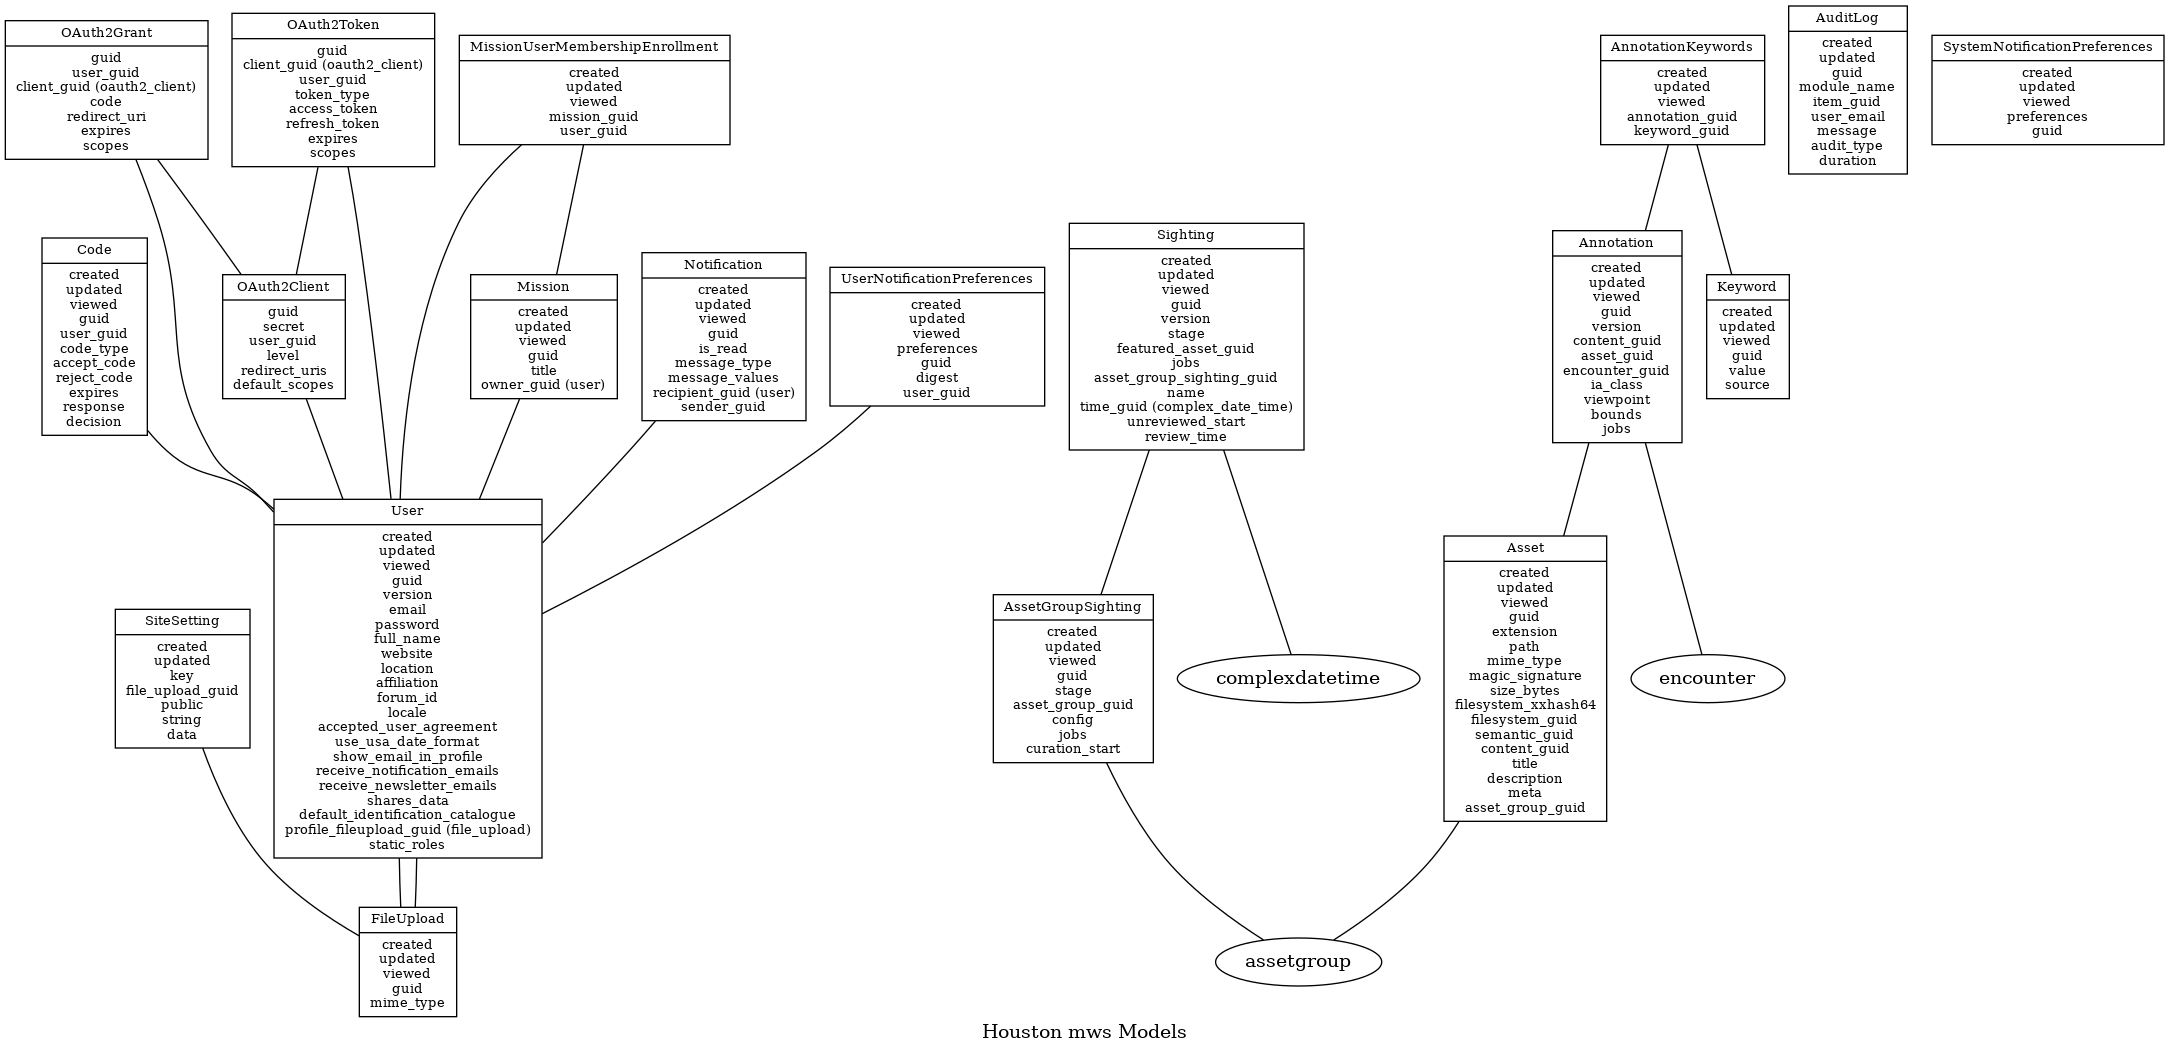 OAuth2Grant
guid
user_guid
client_guid (oauth2_client)
code
redirect_uri
expires
scopes
OAuth2Token
guid
client_guid (oauth2_client)
user_guid
token_type
access_token
refresh_token
expires
scopes
MissionUserMembershipEnrollment
created
updated
viewed
mission_guid
user_guid
AnnotationKeywords
created
updated
viewed
annotation_guid
keyword_guid
AuditLog
created
updated
guid
module_name
item_guid
user_email
message
audit_type
duration
SystemNotificationPreferences
created
updated
viewed
preferences
guid
Code
created
updated
viewed
guid
user_guid
code_type
accept_code
reject_code
expires
response
decision
OAuth2Client
guid
secret
user_guid
level
redirect_uris
default_scopes
Mission
created
updated
viewed
guid
title
owner_guid (user)
Notification
created
updated
viewed
guid
is_read
message_type
message_values
recipient_guid (user)
sender_guid
UserNotificationPreferences
created
updated
viewed
preferences
guid
digest
user_guid
Sighting
created
updated
viewed
guid
version
stage
featured_asset_guid
jobs
asset_group_sighting_guid
name
time_guid (complex_date_time)
unreviewed_start
review_time
Annotation
created
updated
viewed
guid
version
content_guid
asset_guid
encounter_guid
ia_class
viewpoint
bounds
jobs
Keyword
created
updated
viewed
guid
value
source
User
created
updated
viewed
guid
version
email
password
full_name
website
location
affiliation
forum_id
locale
accepted_user_agreement
use_usa_date_format
show_email_in_profile
receive_notification_emails
receive_newsletter_emails
shares_data
default_identification_catalogue
profile_fileupload_guid (file_upload)
static_roles
SiteSetting
created
updated
key
file_upload_guid
public
string
data
AssetGroupSighting
created
updated
viewed
guid
stage
asset_group_guid
config
jobs
curation_start
complexdatetime
Asset
created
updated
viewed
guid
extension
path
mime_type
magic_signature
size_bytes
filesystem_xxhash64
filesystem_guid
semantic_guid
content_guid
title
description
meta
asset_group_guid
encounter
FileUpload
created
updated
viewed
guid
mime_type
assetgroup
Houston mws Models